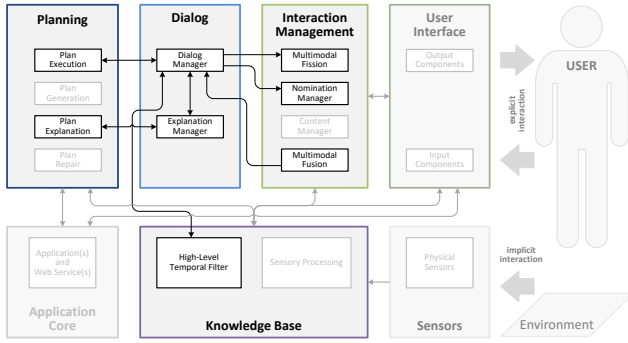 Planning
Dialog
Interaction
Management
User
Interface
Plan
Execution
Plan
Generation
Plan
Explanation
Plan
Repair
Dialog
Manager
Explanation
Manager
Multimodal
Fission
Nomination
Manager
Content
Manager
Multimodal
Fusion
Output
Components
Input
Components
explicit
interaction
USER
Application(s)
and
Web Service(s)
Application
Core
High-Level
Temporal Filter
Sensory Processing
Knowledge Base
Physical
Sensors
Sensors
implicit
interaction
Environment